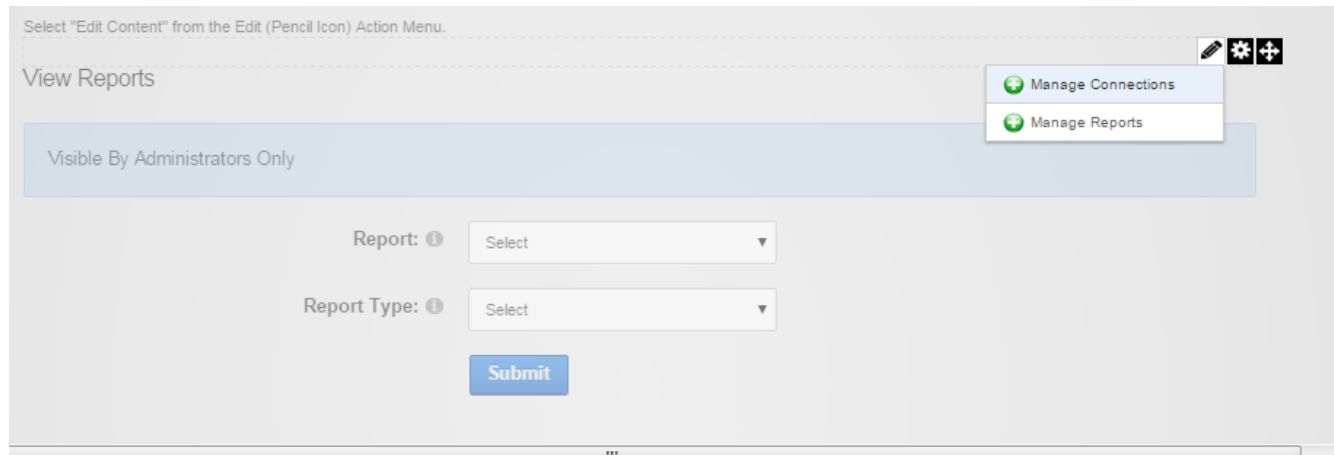 Select "Edit Content" from the Edit (Pencil Icon) Action Menu.
View Reports
Manage Connections
Manage Reports
Visible By Administrators Only
Report:
Select
Report Type:
Select
Submit